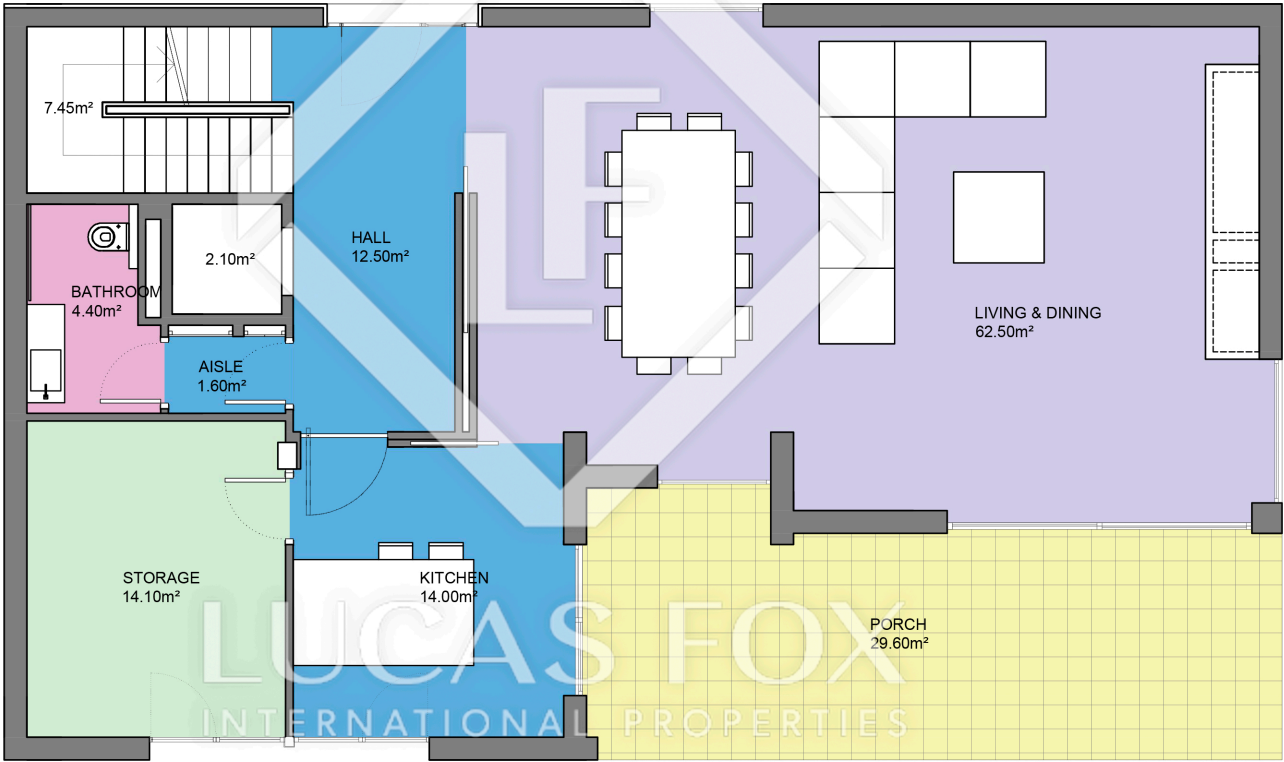 7.45m²
HALL
12.50m²
2.10m²
BATHROOM
4.40m²
LIVING & DINING
62.50m²
AISLE
1.60m²
STORAGE
14.10m²
KITCHEN
14.00m²
PORCH
29.60m²
LF
LUCAS FOX
INTERNATIONAL PROPERTIES